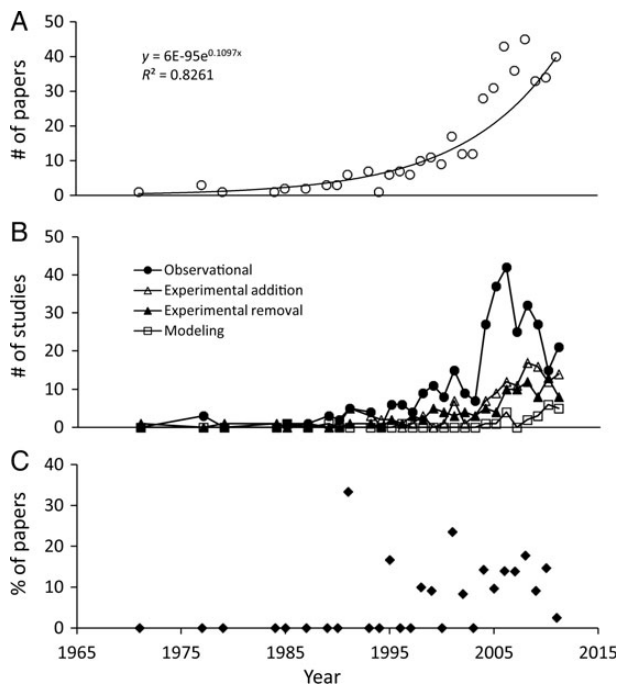 A
50
40
30
20
10
0
# of papers
y = 6E-95e^0.1097x
R² = 0.8261
B
50
40
30
20
10
0
# of studies
Observational
Experimental addition
Experimental removal
Modeling
C
40
30
20
10
0
% of papers
1965 1975 1985 1995 2005 2015
Year